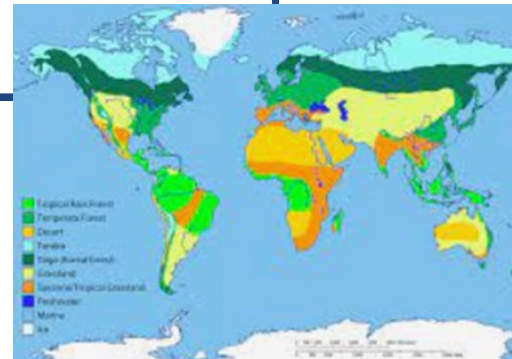 Tropical Rain Forest
Temperate Forest
Desert
Tundra
Taiga (Boreal Forest)
Grassland
Savanna/Tropical Grassland
Freshwater
Marine
Ice